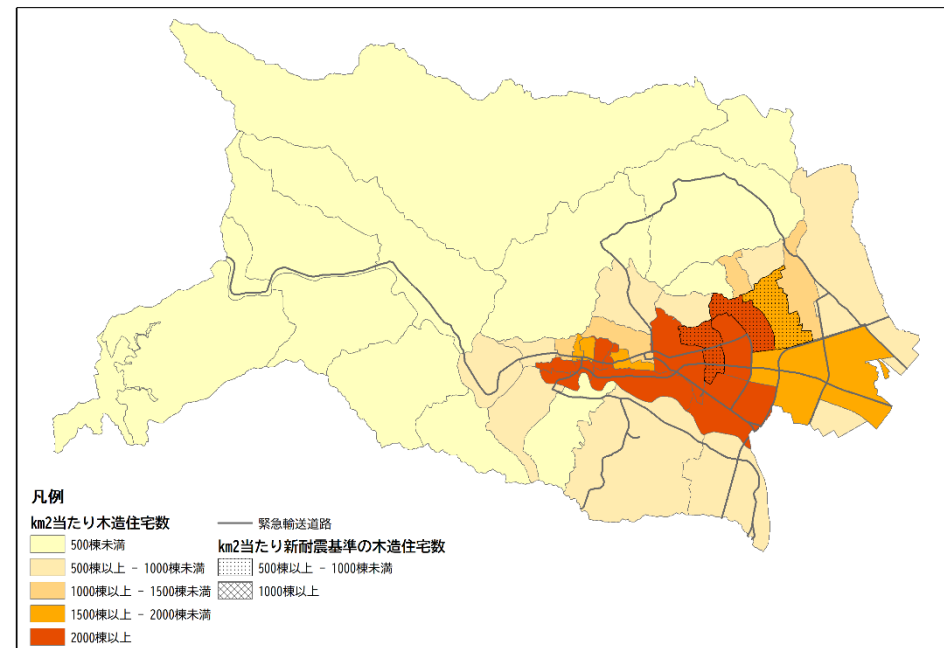 凡例
km2当たり木造住宅数
500棟未満
500棟以上 - 1000棟未満
1000棟以上 - 1500棟未満
1500棟以上 - 2000棟未満
2000棟以上
緊急輸送道路
km2当たり新耐震基準の木造住宅数
500棟以上 - 1000棟未満
1000棟以上